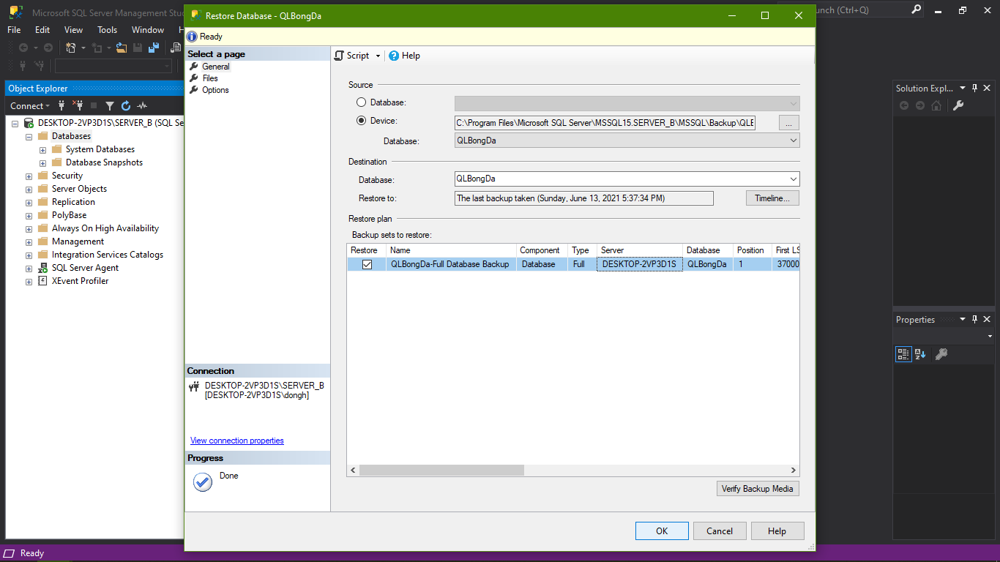 Microsoft SQL Server Management Stu
Restore Database - QLBongDa
unch (Ctrl+Q)
File Edit View Tools Window H
Ready
Select a page
General
Files
Options
Script Help
Object Explorer
Connect
DESKTOP-2VP3D1S\SERVER_B (SQL Se
Databases
System Databases
Database Snapshots
Security
Server Objects
Replication
PolyBase
Always On High Availability
Management
Integration Services Catalogs
SQL Server Agent
XEvent Profiler
Source
Database:
Device: C:\Program Files\Microsoft SQL Server\MSSQL15.SERVER_B\MSSQL\Backup\QLB ...
Database: QLBongDa
Destination
Database: QLBongDa
Restore to: The last backup taken (Sunday, June 13, 2021 5:37:34 PM) Timeline...
Restore plan
Backup sets to restore:
Restore Name Component Type Server Database Position First LS
QLBongDa-Full Database Backup Database Full DESKTOP-2VP3D1S QLBongDa 1 37000
Connection
DESKTOP-2VP3D1S\SERVER_B
[DESKTOP-2VP3D1S\dongh]
View connection properties
Progress
Done
Verify Backup Media
OK Cancel Help
Solution Expl...
Properties
Ready